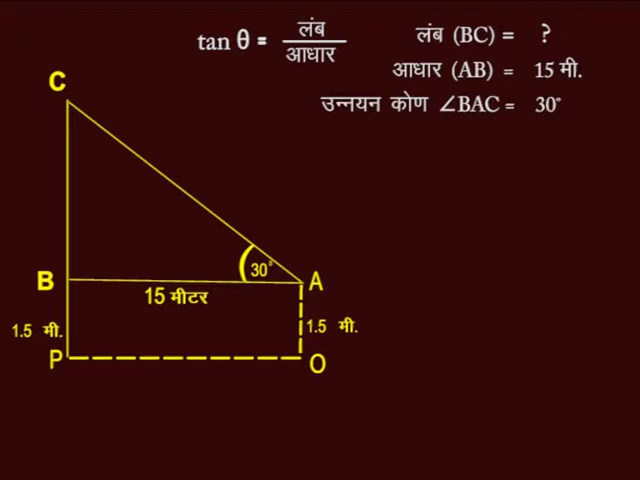 tan θ = लंब / आधार
लंब (BC) = ?
आधार (AB) = 15 मी.
उन्नयन कोण ∠BAC = 30°
C
B
30°
A
15 मीटर
1.5 मी.
1.5 मी.
P
O